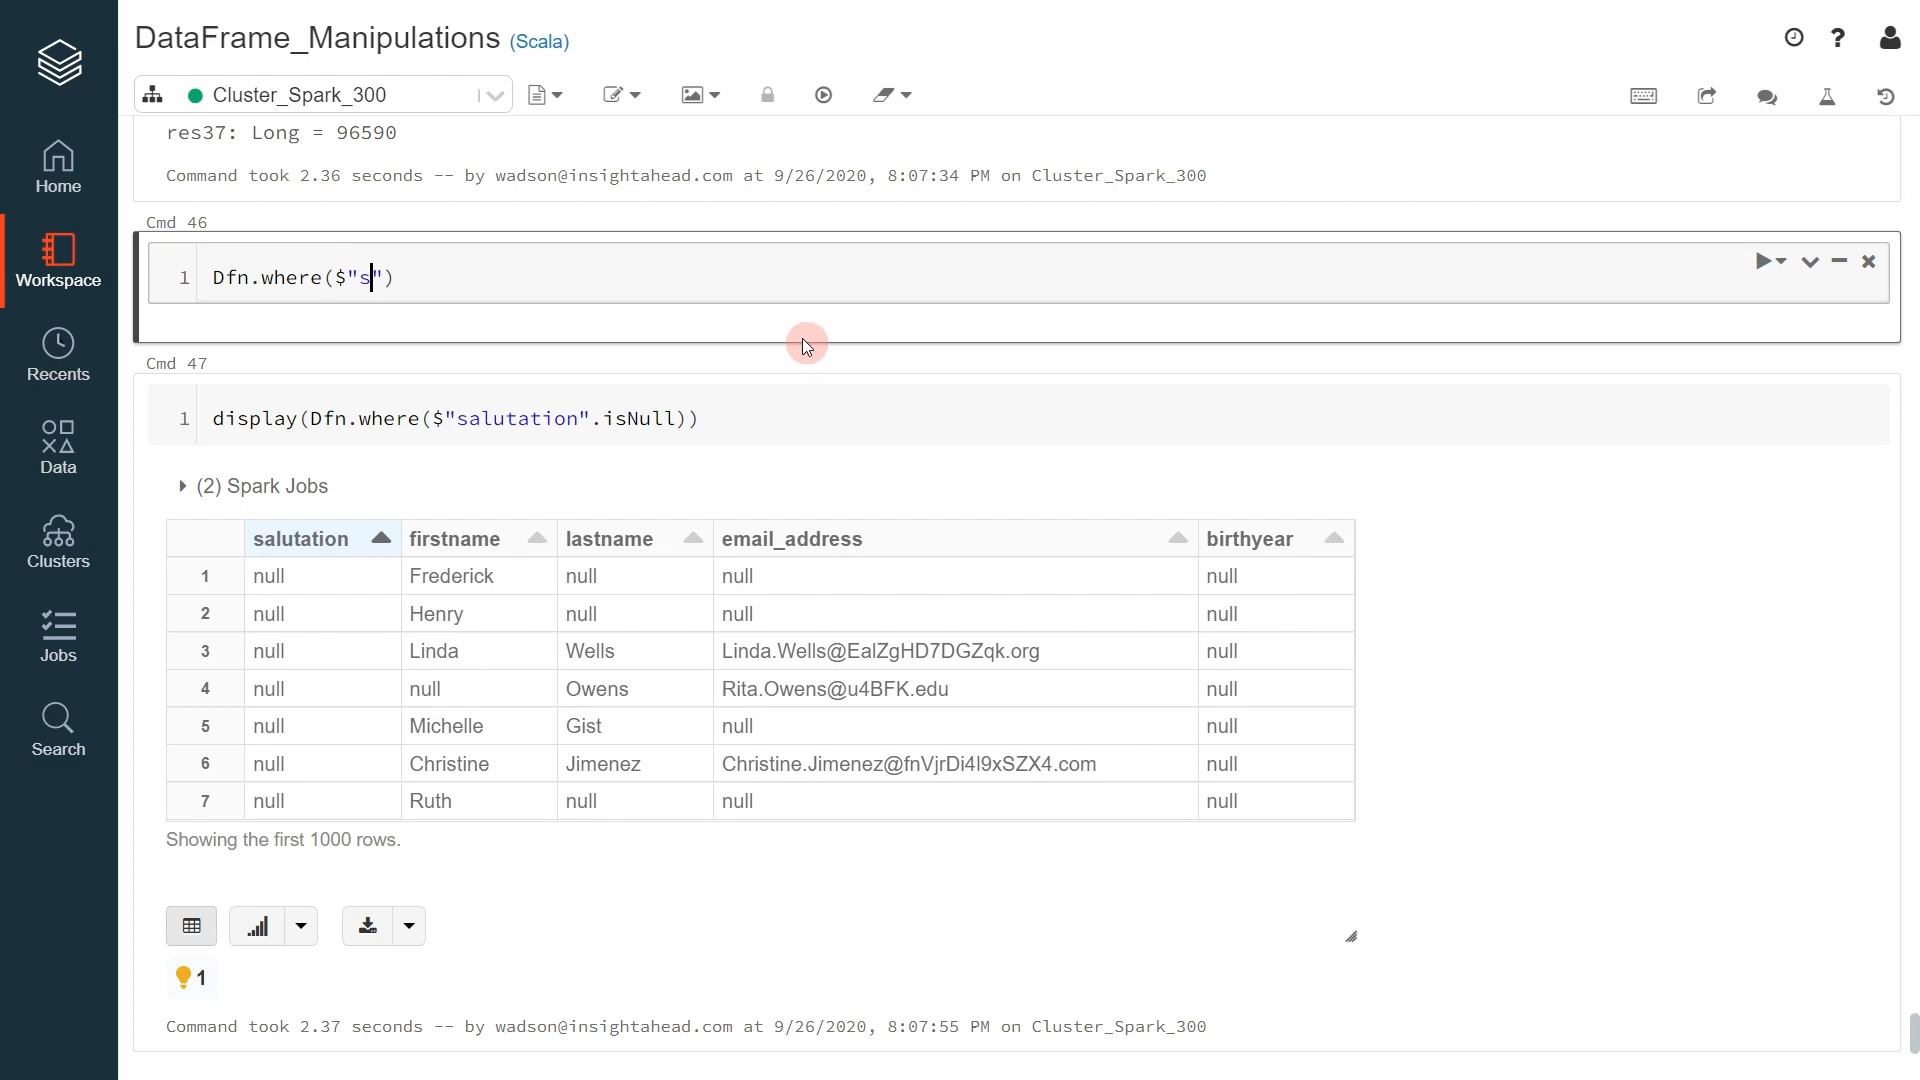 DataFrame_Manipulations (Scala)
Cluster_Spark_300
res37: Long = 96590
Command took 2.36 seconds -- by wadson@insightahead.com at 9/26/2020, 8:07:34 PM on Cluster_Spark_300
Cmd 46
1 Dfn.where($"s")
Cmd 47
1 display(Dfn.where($"salutation".isNull))
(2) Spark Jobs
salutation firstname lastname email_address birthyear
1 null Frederick null null null
2 null Henry null null null
3 null Linda Wells Linda.Wells@EalZgHD7DGZqk.org null
4 null null Owens Rita.Owens@u4BFK.edu null
5 null Michelle Gist null null
6 null Christine Jimenez Christine.Jimenez@fnVjrDi4l9xSZX4.com null
7 null Ruth null null null
Showing the first 1000 rows.
1
Command took 2.37 seconds -- by wadson@insightahead.com at 9/26/2020, 8:07:55 PM on Cluster_Spark_300
Home
Workspace
Recents
Data
Clusters
Jobs
Search